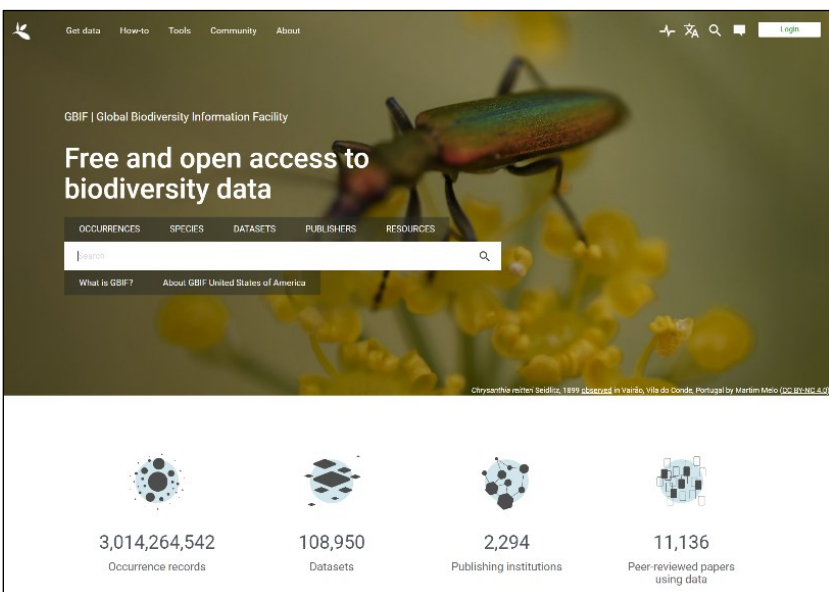 Get data How-to Tools Community About
Login
GBIF | Global Biodiversity Information Facility
Free and open access to
biodiversity data
OCCURRENCES SPECIES DATASETS PUBLISHERS RESOURCES
Search
What is GBIF? About GBIF United States of America
Chrysanthia reitteri Seidlitz, 1899 observed in Vairão, Vila do Conde, Portugal by Martim Melo (CC BY-NC 4.0)
3,014,264,542 108,950 2,294 11,136
Occurrence records Datasets Publishing institutions Peer-reviewed papers
using data